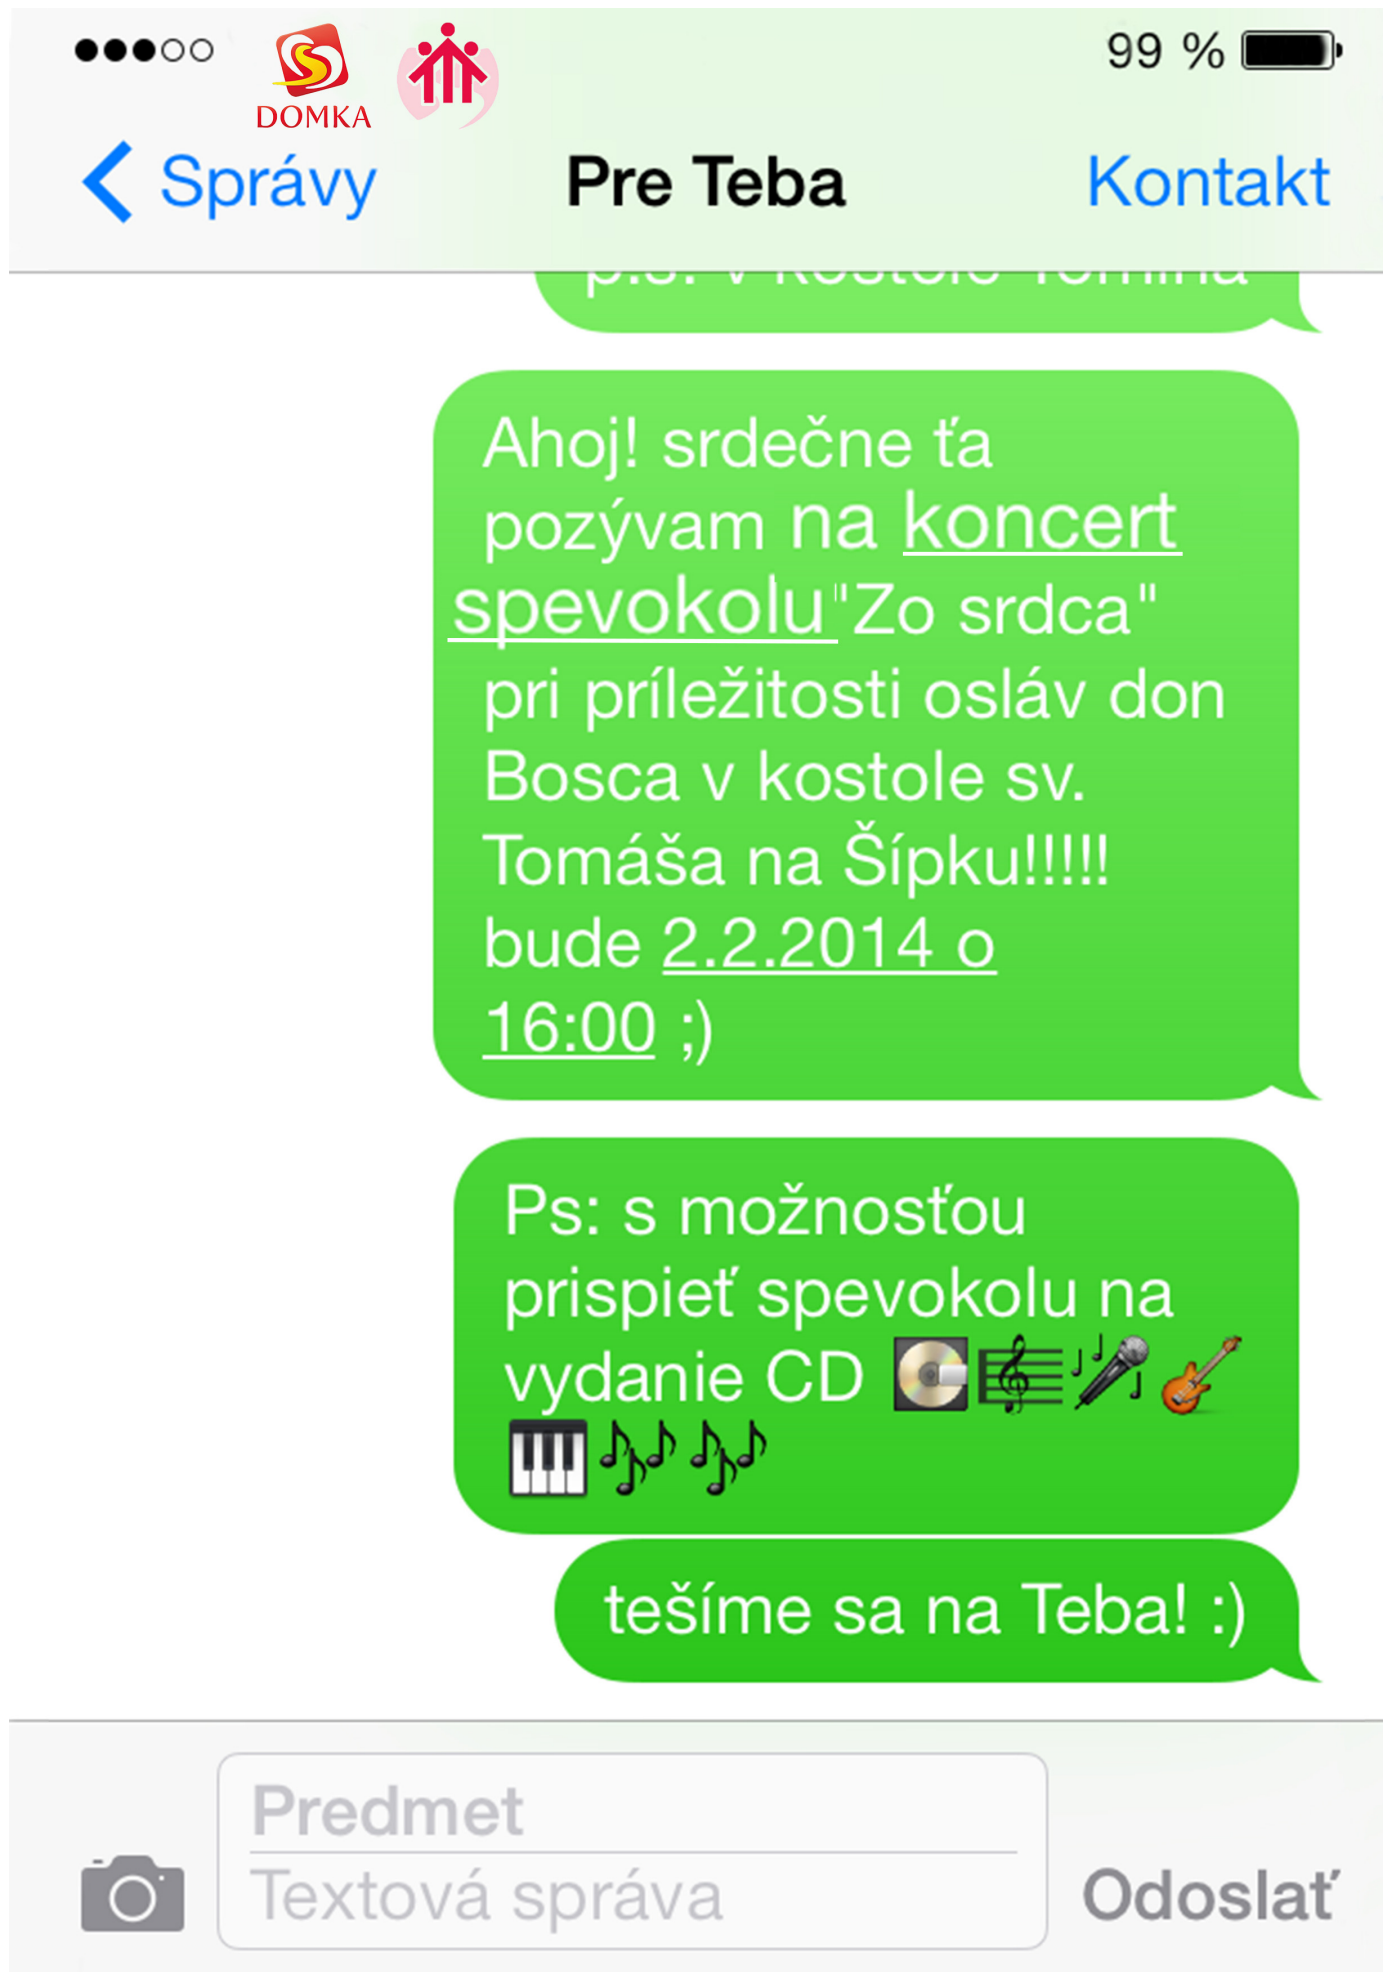 99 %
DOMKA
Správy
Pre Teba
Kontakt
p.s. v kostole
Ahoj! srdečne ťa
pozývam na koncert
spevokolu "Zo srdca"
pri príležitosti osláv don
Bosca v kostole sv.
Tomáša na Šípku!!!!!
bude 2.2.2014 o
16:00 ;)
Ps: s možnosťou
prispieť spevokolu na
vydanie CD
tešíme sa na Teba! :)
Predmet
Textová správa
Odoslať